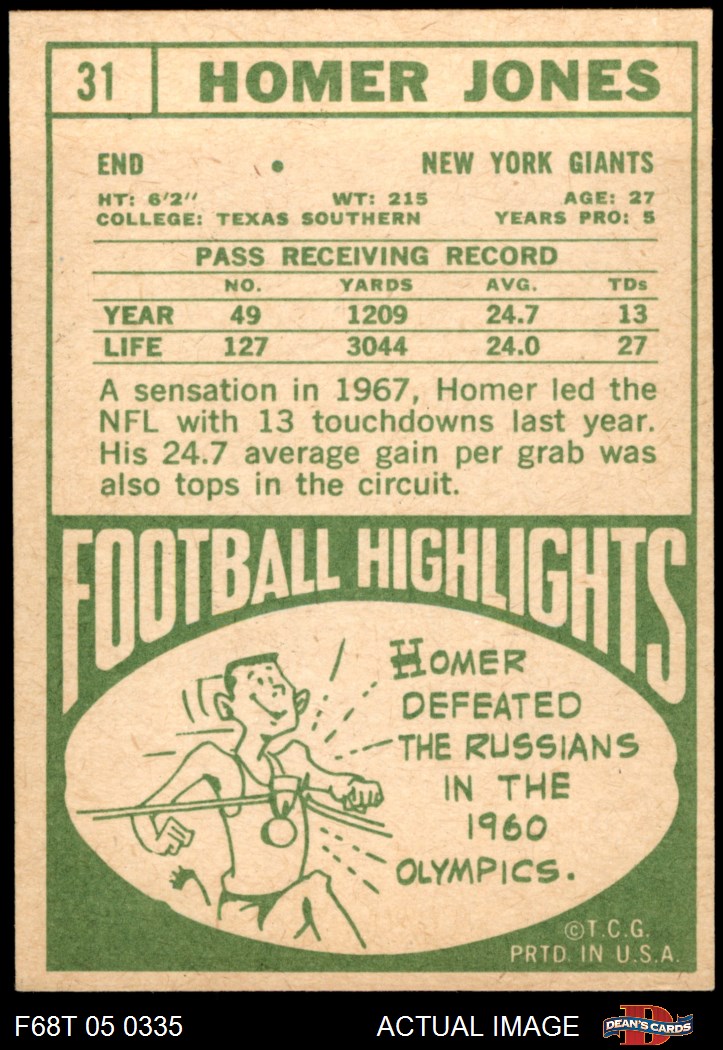 31 HOMER JONES
END • NEW YORK GIANTS
HT: 6'2" WT: 215 AGE: 27
COLLEGE: TEXAS SOUTHERN YEARS PRO: 5
PASS RECEIVING RECORD
NO. YARDS AVG. TDs
YEAR 49 1209 24.7 13
LIFE 127 3044 24.0 27
A sensation in 1967, Homer led the
NFL with 13 touchdowns last year.
His 24.7 average gain per grab was
also tops in the circuit.
FOOTBALL HIGHLIGHTS
HOMER
DEFEATED
THE RUSSIANS
IN THE
1960
OLYMPICS.
©T.C.G.
PRTD. IN U.S.A.
F68T 05 0335 ACTUAL IMAGE D DEAN'S CARDS